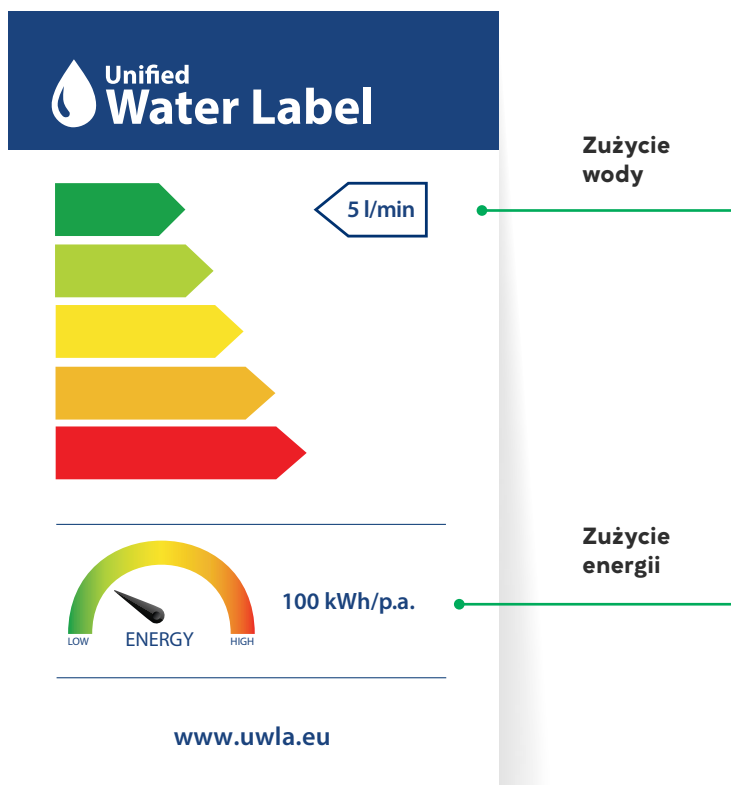 Unified
Water Label
Zużycie
wody
5 l/min
Zużycie
energii
100 kWh/p.a.
LOW
ENERGY
HIGH
www.uwla.eu